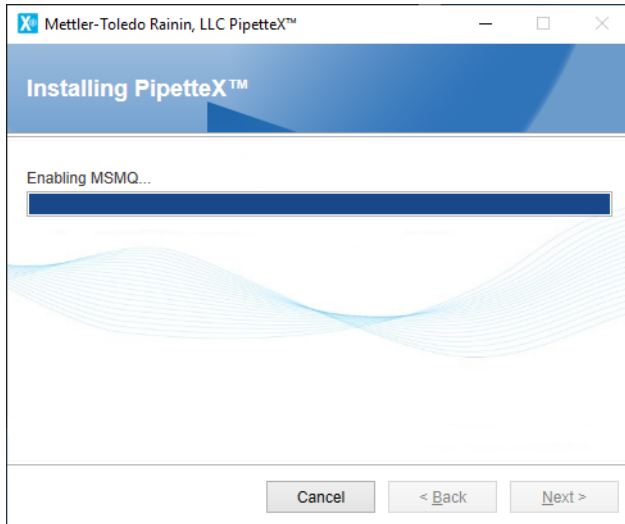 X®
Mettler-Toledo Rainin, LLC PipetteX™
Installing PipetteX™
Enabling MSMQ...
Cancel
< Back
Next >